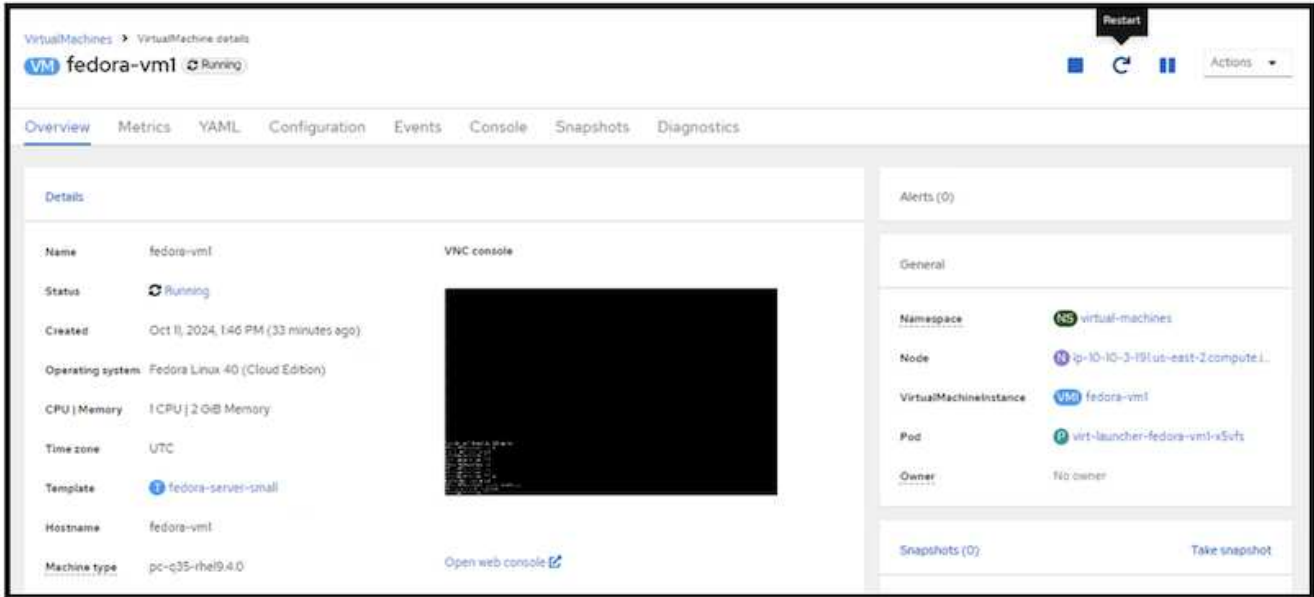 Restart
VirtualMachines > VirtualMachine details
VM fedora-vm1 Running
Actions
Overview Metrics YAML Configuration Events Console Snapshots Diagnostics
Details
Name fedora-vm1
Status Running
Created Oct 11, 2024, 1:46 PM (33 minutes ago)
Operating system Fedora Linux 40 (Cloud Edition)
CPU | Memory 1 CPU | 2 GiB Memory
Time zone UTC
Template T fedora-server-small
Hostname fedora-vm1
Machine type pc-q35-rhel9.4.0
VNC console
Open web console
Alerts (0)
General
Namespace NS virtual-machines
Node N ip-10-10-3-191.us-east-2.compute.i...
VirtualMachineInstance VMI fedora-vm1
Pod P virt-launcher-fedora-vm1-x5vfs
Owner No owner
Snapshots (0) Take snapshot